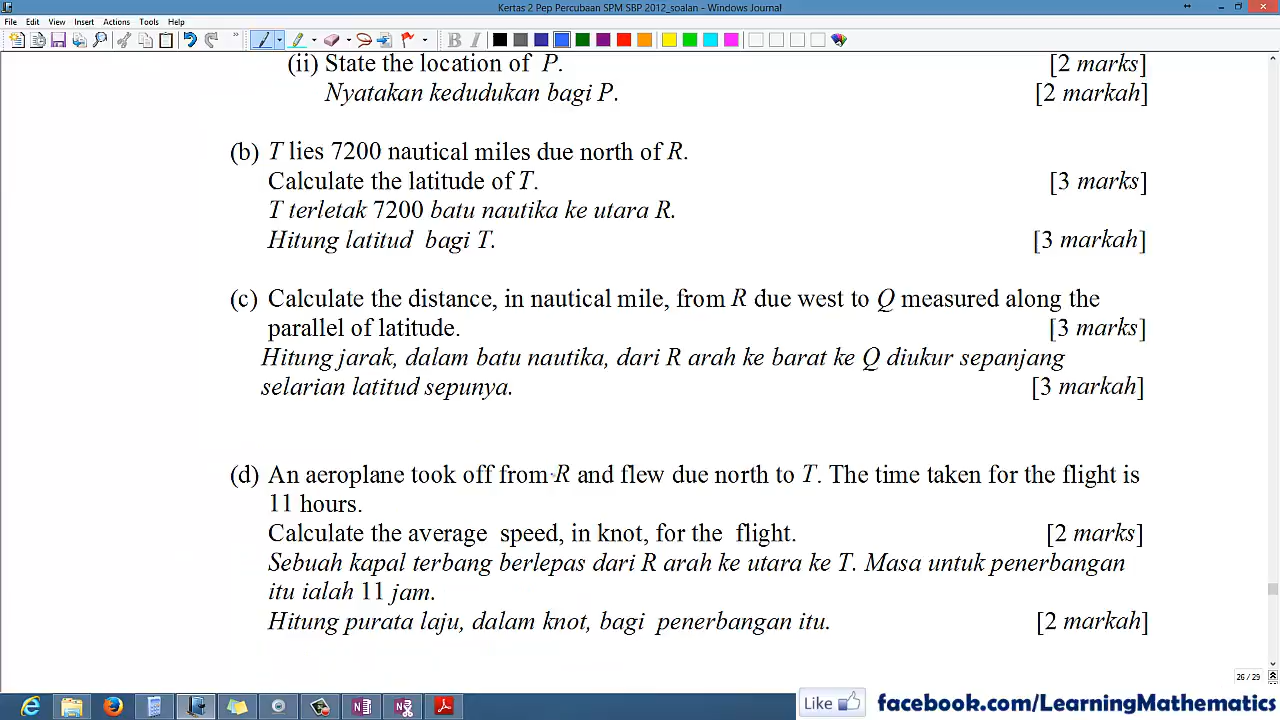 Kertas 2 Pep Percubaan SPM SBP 2012_soalan - Windows Journal
File Edit View Insert Actions Tools Help
(ii) State the location of P. [2 marks]
Nyatakan kedudukan bagi P. [2 markah]
(b) T lies 7200 nautical miles due north of R.
Calculate the latitude of T. [3 marks]
T terletak 7200 batu nautika ke utara R.
Hitung latitud bagi T. [3 markah]
(c) Calculate the distance, in nautical mile, from R due west to Q measured along the
parallel of latitude. [3 marks]
Hitung jarak, dalam batu nautika, dari R arah ke barat ke Q diukur sepanjang
selarian latitud sepunya. [3 markah]
(d) An aeroplane took off from R and flew due north to T. The time taken for the flight is
11 hours.
Calculate the average speed, in knot, for the flight. [2 marks]
Sebuah kapal terbang berlepas dari R arah ke utara ke T. Masa untuk penerbangan
itu ialah 11 jam.
Hitung purata laju, dalam knot, bagi penerbangan itu. [2 markah]
26 / 29
Like facebook.com/LearningMathematics